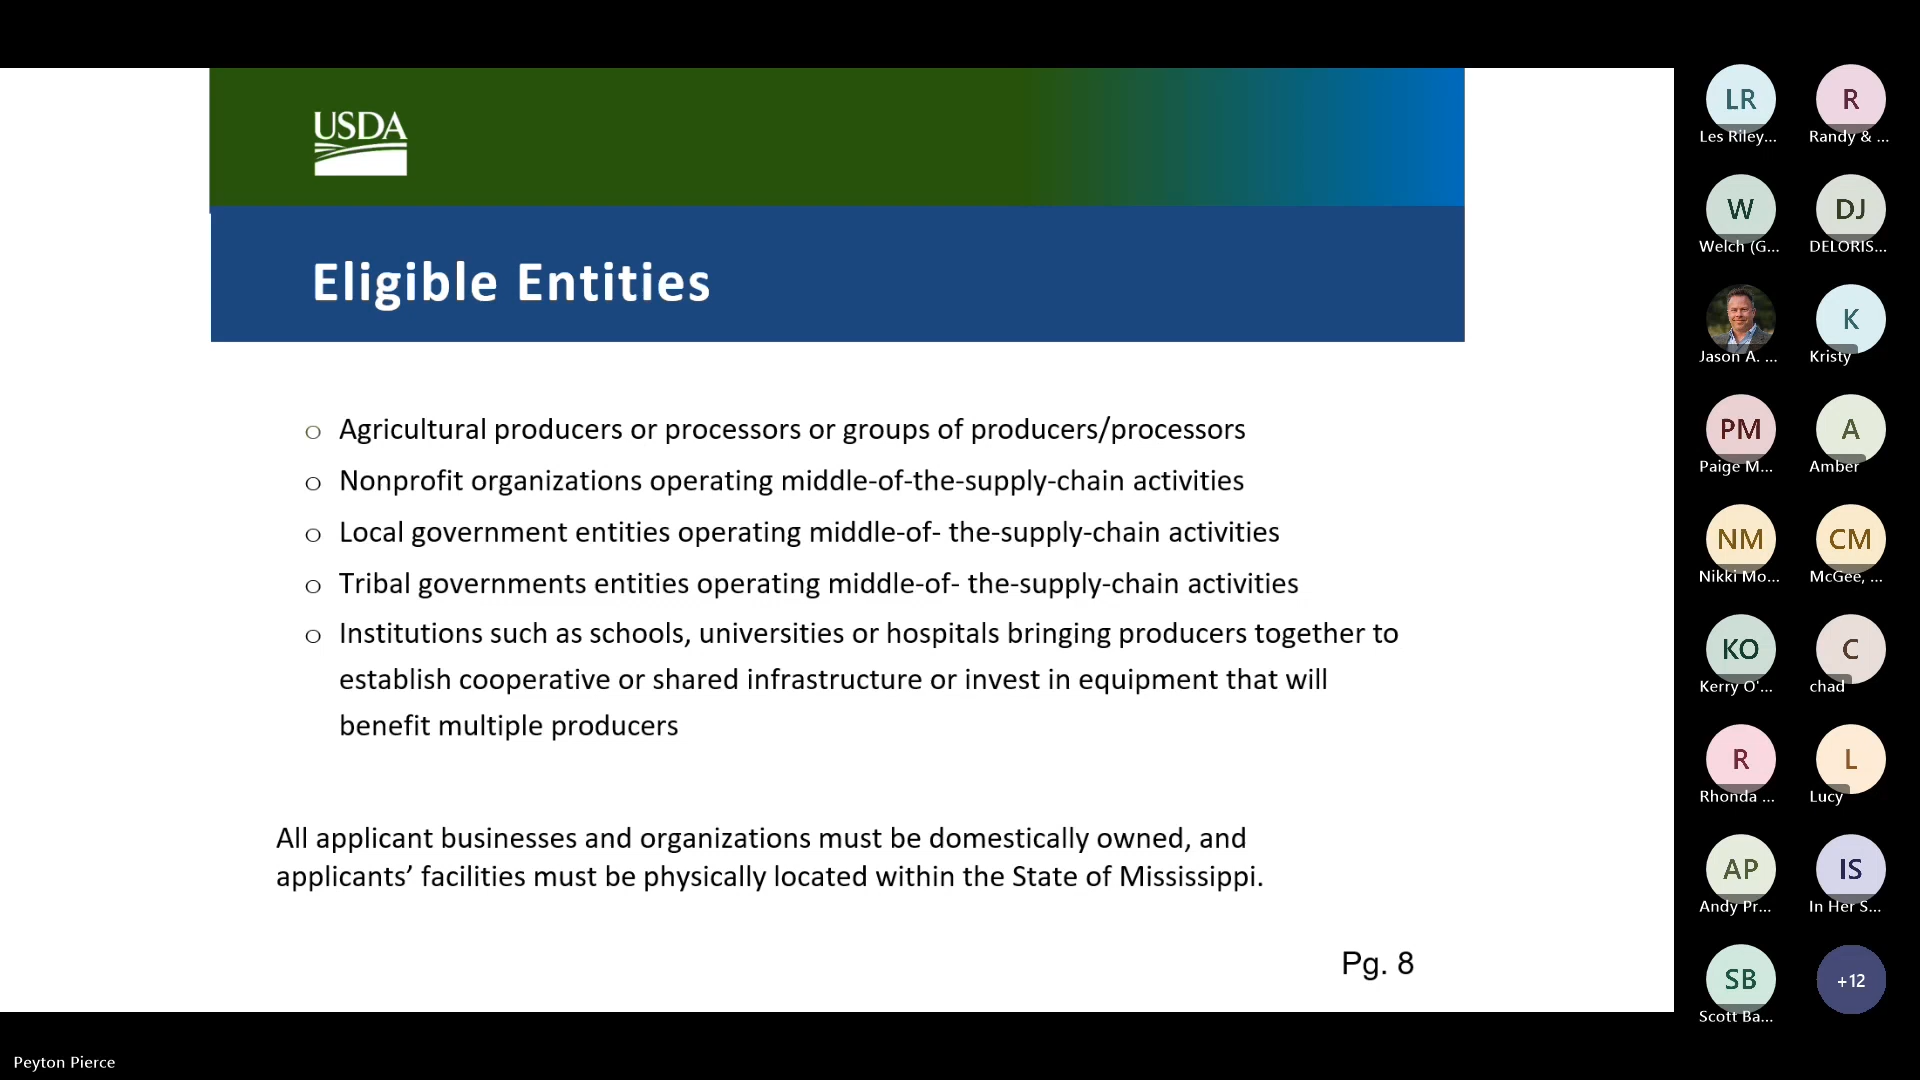 USDA
Eligible Entities
o Agricultural producers or processors or groups of producers/processors
o Nonprofit organizations operating middle-of-the-supply-chain activities
o Local government entities operating middle-of- the-supply-chain activities
o Tribal governments entities operating middle-of- the-supply-chain activities
o Institutions such as schools, universities or hospitals bringing producers together to
establish cooperative or shared infrastructure or invest in equipment that will
benefit multiple producers
All applicant businesses and organizations must be domestically owned, and
applicants’ facilities must be physically located within the State of Mississippi.
Pg. 8
LR R
Les Riley... Randy & ...
W DJ
Welch (G... DELORIS...
K
Jason A. ... Kristy
PM A
Paige M... Amber
NM CM
Nikki Mo... McGee, ...
KO C
Kerry O'... chad
R L
Rhonda ... Lucy
AP IS
Andy Pr... In Her S...
SB +12
Scott Ba...
Peyton Pierce